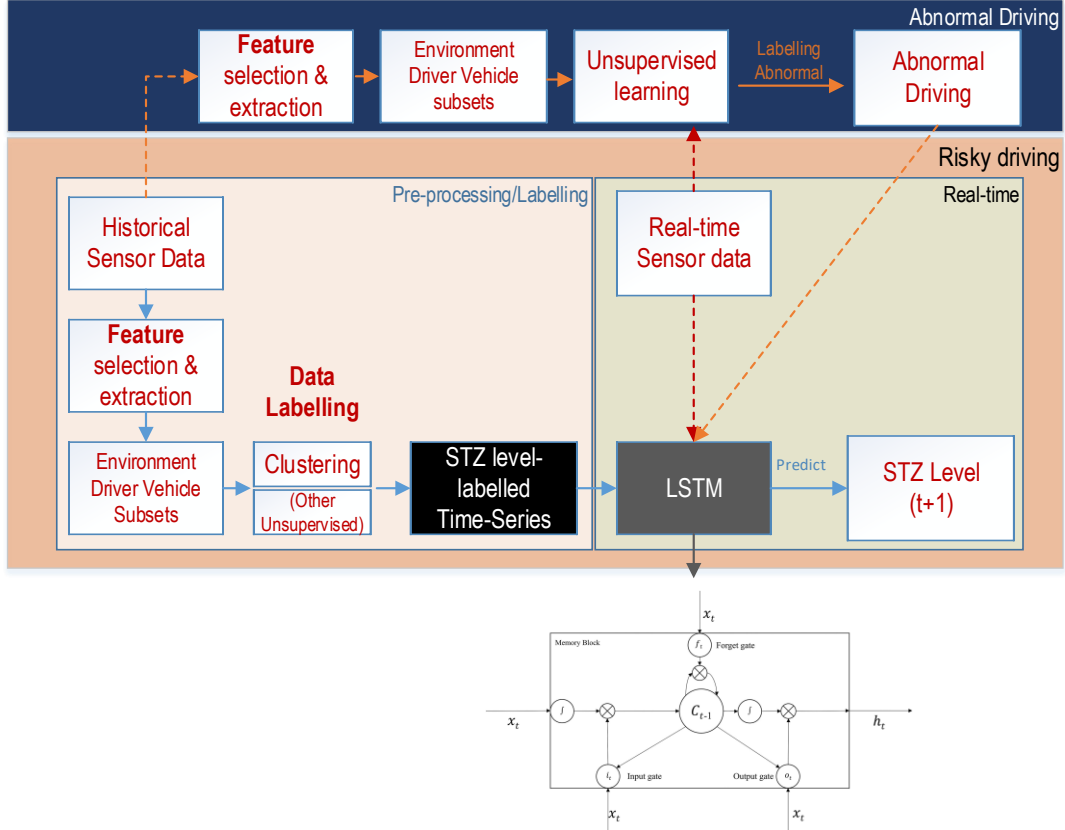 Abnormal Driving
Feature
selection &
extraction
Environment
Driver Vehicle
subsets
Unsupervised
learning
Labelling
Abnormal
Abnormal
Driving
Risky driving
Pre-processing/Labelling
Real-time
Historical
Sensor Data
Real-time
Sensor data
Feature
selection &
extraction
Data
Labelling
Environment
Driver Vehicle
Subsets
Clustering
(Other
Unsupervised)
STZ level-
labelled
Time-Series
LSTM
Predict
STZ Level
(t+1)
x_t
Memory Block
f_t
Forget gate
x_t
∫
C_{t-1}
∫
h_t
i_t
Input gate
Output gate
o_t
x_t
x_t